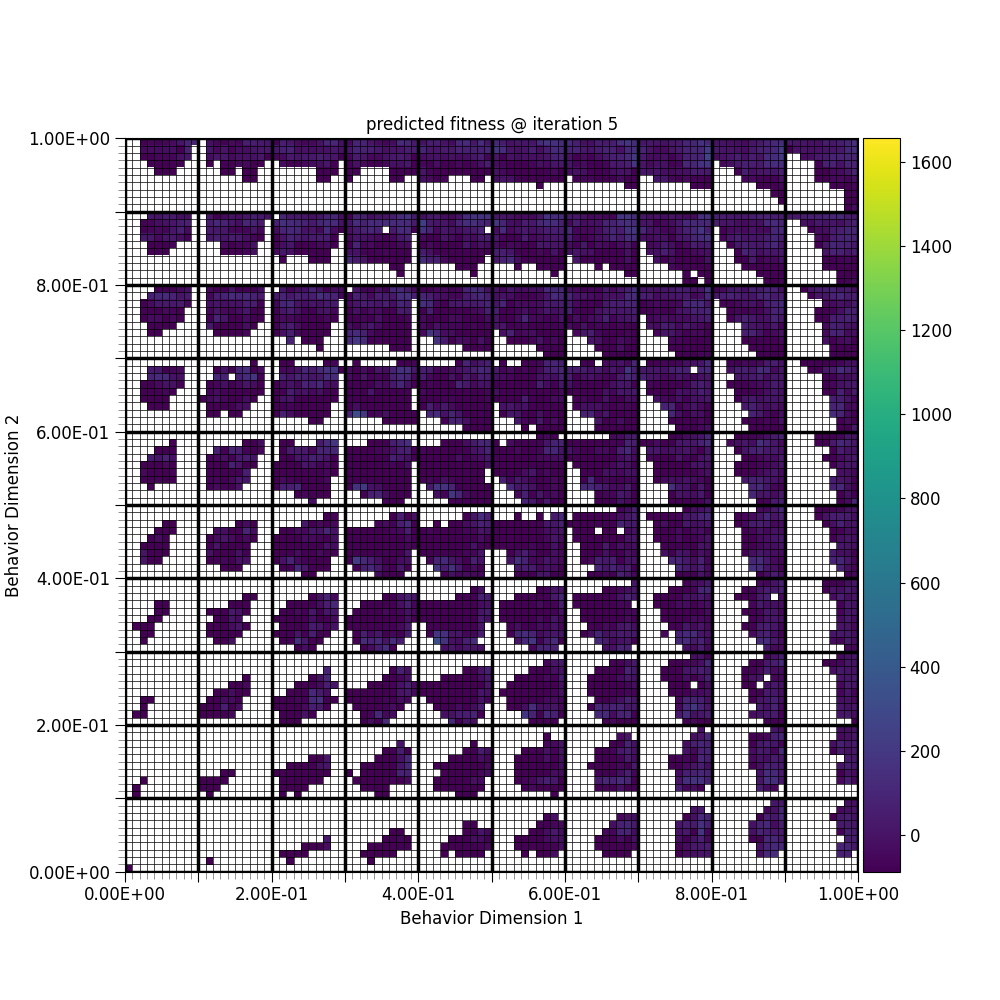 predicted fitness @ iteration 5
1.00E+00
8.00E-01
6.00E-01
4.00E-01
2.00E-01
0.00E+00
Behavior Dimension 2
0.00E+00 2.00E-01 4.00E-01 6.00E-01 8.00E-01 1.00E+00
Behavior Dimension 1
1600
1400
1200
1000
800
600
400
200
0